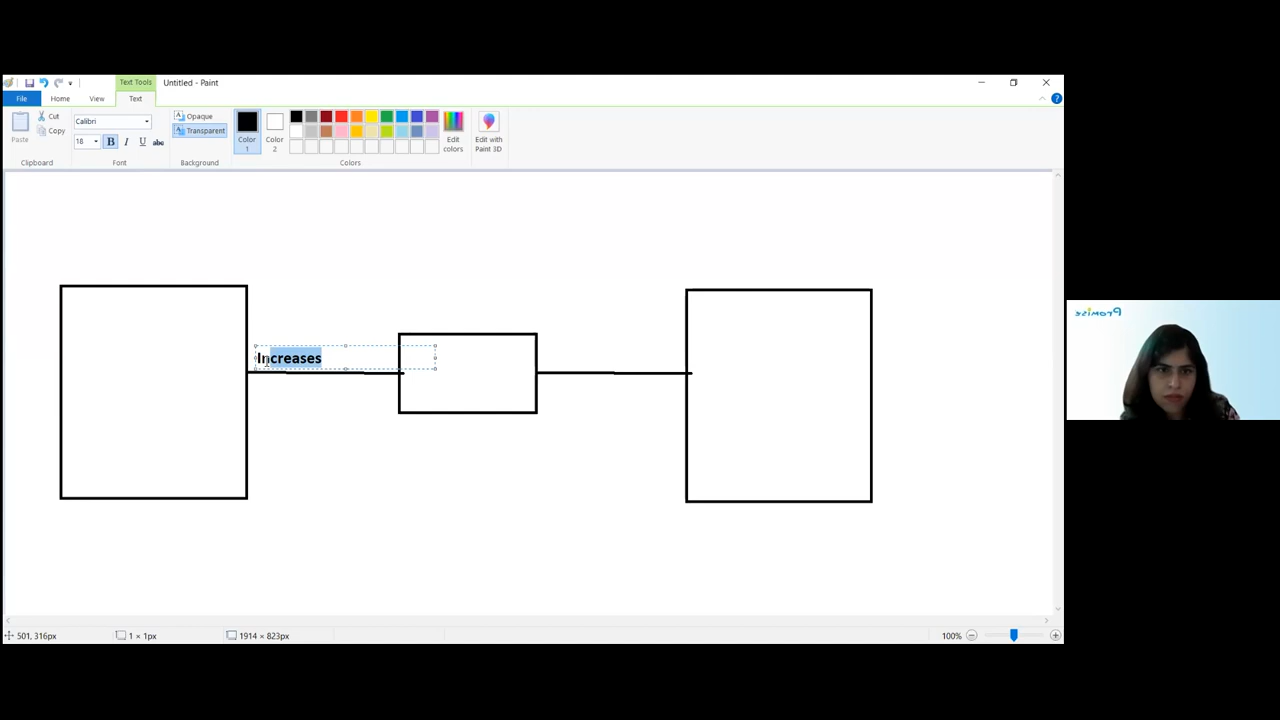 Text Tools
Untitled - Paint
File
Home
View
Text
Paste
Cut
Copy
Clipboard
Calibri
18
B I U abc
Font
Opaque
Transparent
Background
Color 1
Color 2
Edit colors
Colors
Edit with Paint 3D
Increases
Promise
501, 316px
1 × 1px
1914 × 823px
100%